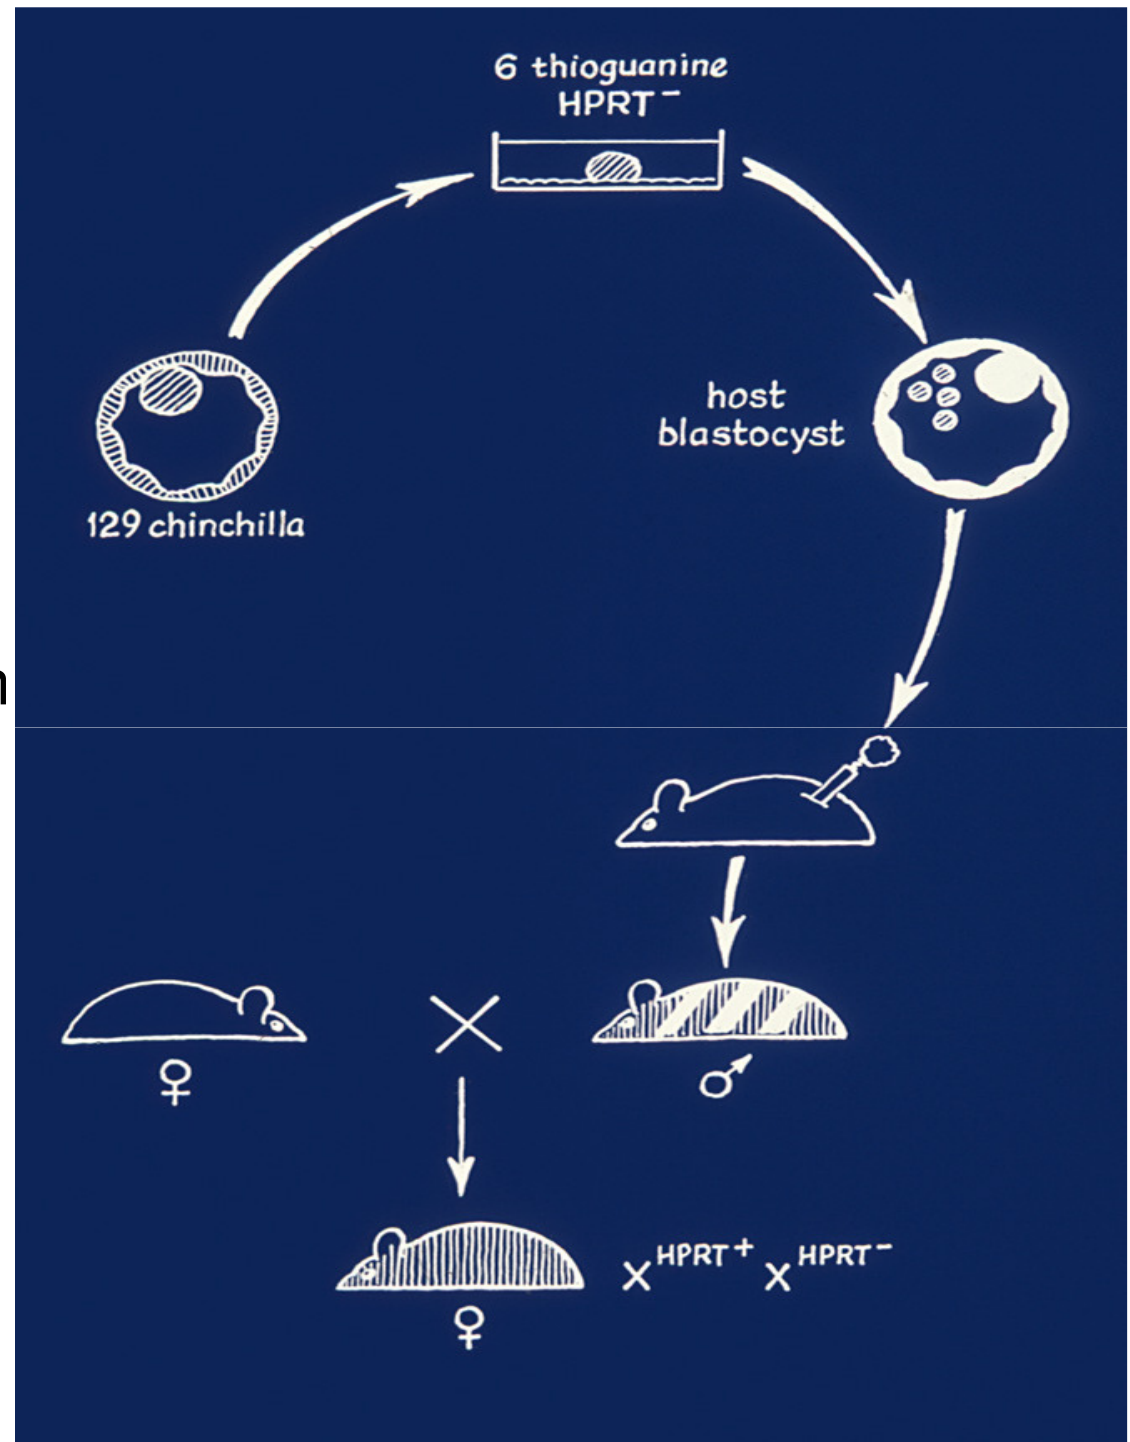 6 thioguanine
HPRT⁻
host
blastocyst
129 chinchilla
n
♀
X
♂
♀
X^HPRT⁺ X^HPRT⁻